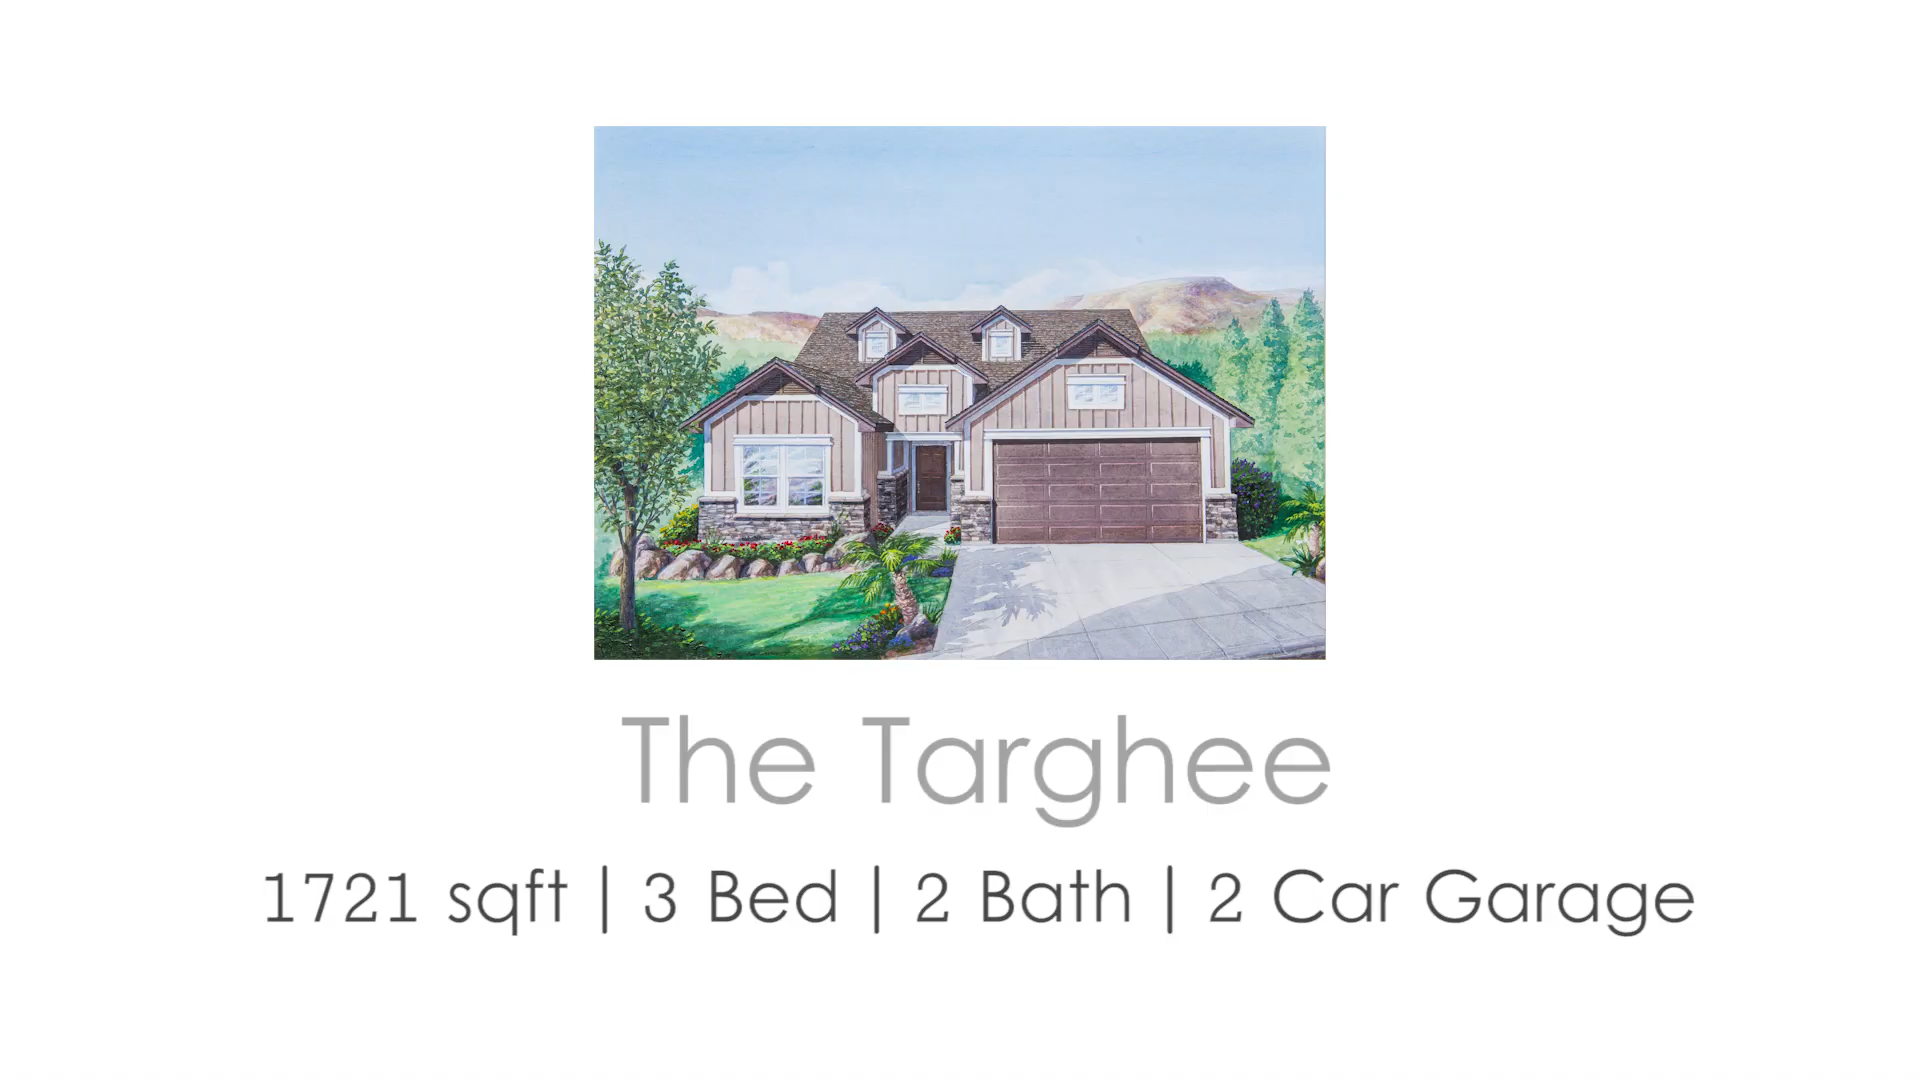 The Targhee
1721 sqft | 3 Bed | 2 Bath | 2 Car Garage